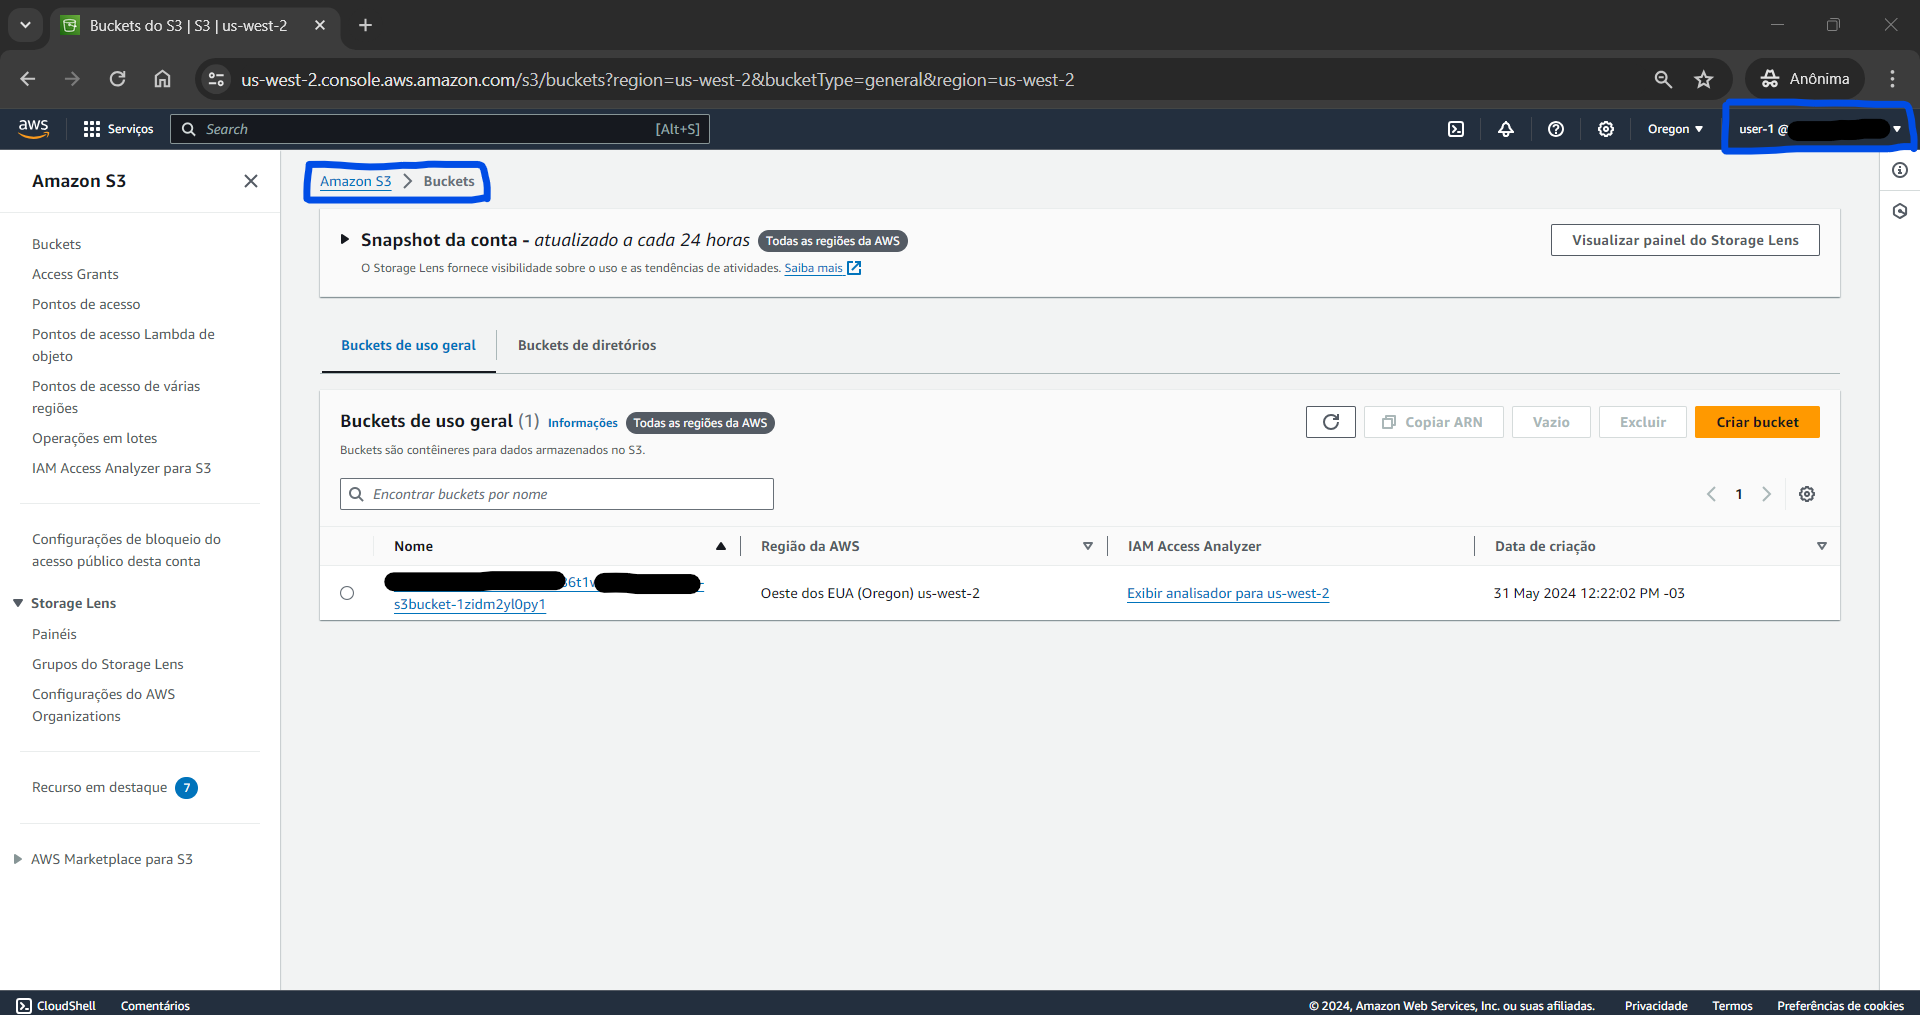 Buckets do S3 | S3 | us-west-2
us-west-2.console.aws.amazon.com/s3/buckets?region=us-west-2&bucketType=general&region=us-west-2
Anônima
aws
Serviços
Search
[Alt+S]
Oregon
user-1 @
Amazon S3
Buckets
Access Grants
Pontos de acesso
Pontos de acesso Lambda de
objeto
Pontos de acesso de várias
regiões
Operações em lotes
IAM Access Analyzer para S3
Configurações de bloqueio do
acesso público desta conta
Storage Lens
Painéis
Grupos do Storage Lens
Configurações do AWS
Organizations
Recurso em destaque 7
AWS Marketplace para S3
Amazon S3 > Buckets
Snapshot da conta - atualizado a cada 24 horas Todas as regiões da AWS
O Storage Lens fornece visibilidade sobre o uso e as tendências de atividades. Saiba mais
Visualizar painel do Storage Lens
Buckets de uso geral
Buckets de diretórios
Buckets de uso geral (1) Informações Todas as regiões da AWS
Buckets são contêineres para dados armazenados no S3.
Copiar ARN
Vazio
Excluir
Criar bucket
Encontrar buckets por nome
1
Nome
Região da AWS
IAM Access Analyzer
Data de criação
6t1
s3bucket-1zidm2yl0py1
Oeste dos EUA (Oregon) us-west-2
Exibir analisador para us-west-2
31 May 2024 12:22:02 PM -03
CloudShell
Comentários
© 2024, Amazon Web Services, Inc. ou suas afiliadas.
Privacidade
Termos
Preferências de cookies